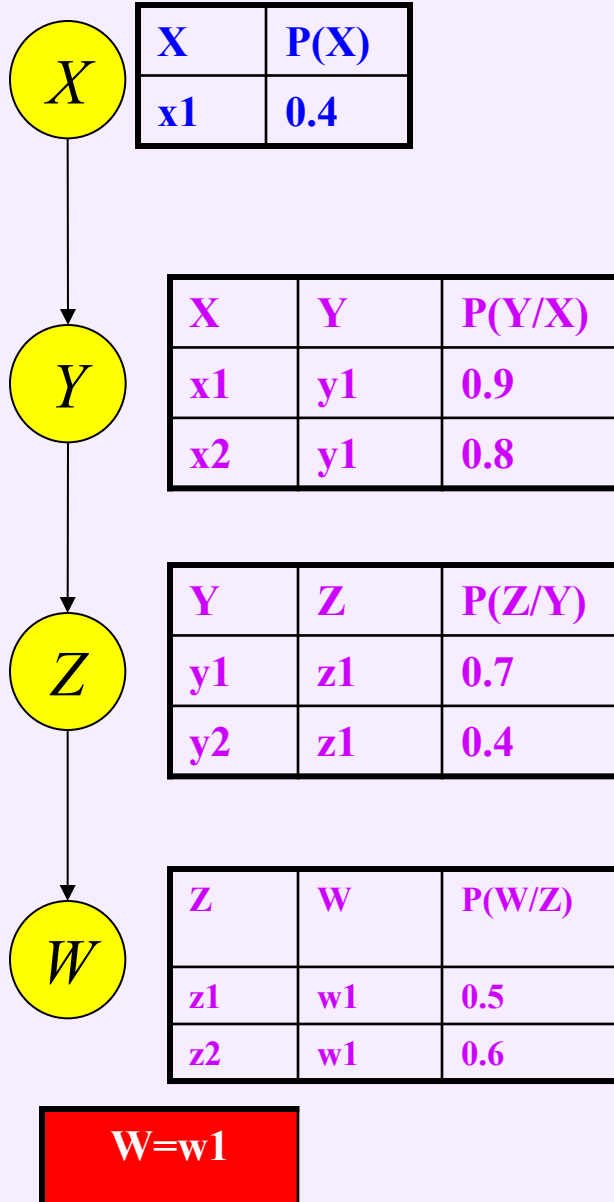 X
X P(X)
x1 0.4
Y
X Y P(Y/X)
x1 y1 0.9
x2 y1 0.8
Z
Y Z P(Z/Y)
y1 z1 0.7
y2 z1 0.4
W
Z W P(W/Z)
z1 w1 0.5
z2 w1 0.6
W=w1